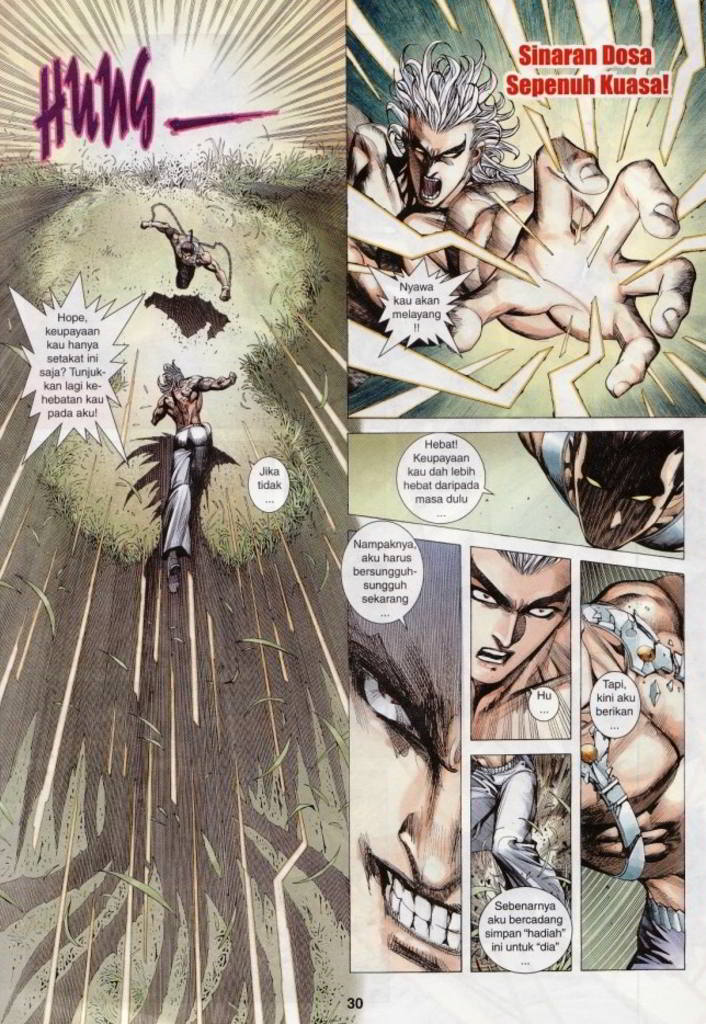 HUNG
Hope,
keupayaan
kau hanya
setakat ini
saja? Tunjuk-
kan lagi ke-
hebatan kau
pada aku!
Jika
tidak
...
Sinaran Dosa
Sepenuh Kuasa!
Nyawa
kau akan
melayang
!!
Hebat!
Keupayaan
kau dah lebih
hebat daripada
masa dulu
...
Nampaknya,
aku harus
bersungguh-
sungguh
sekarang
...
Hu
...
Tapi,
kini aku
berikan
...
Sebenarnya
aku bercadang
simpan "hadiah"
ini untuk "dia"
...
30